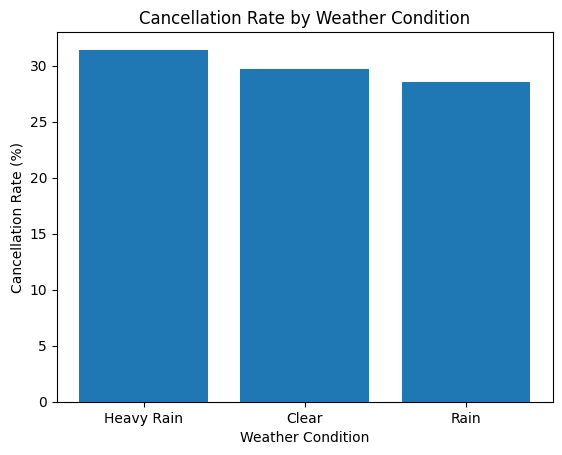 Cancellation Rate by Weather Condition
Cancellation Rate (%)
30
25
20
15
10
5
0
Heavy Rain Clear Rain
Weather Condition